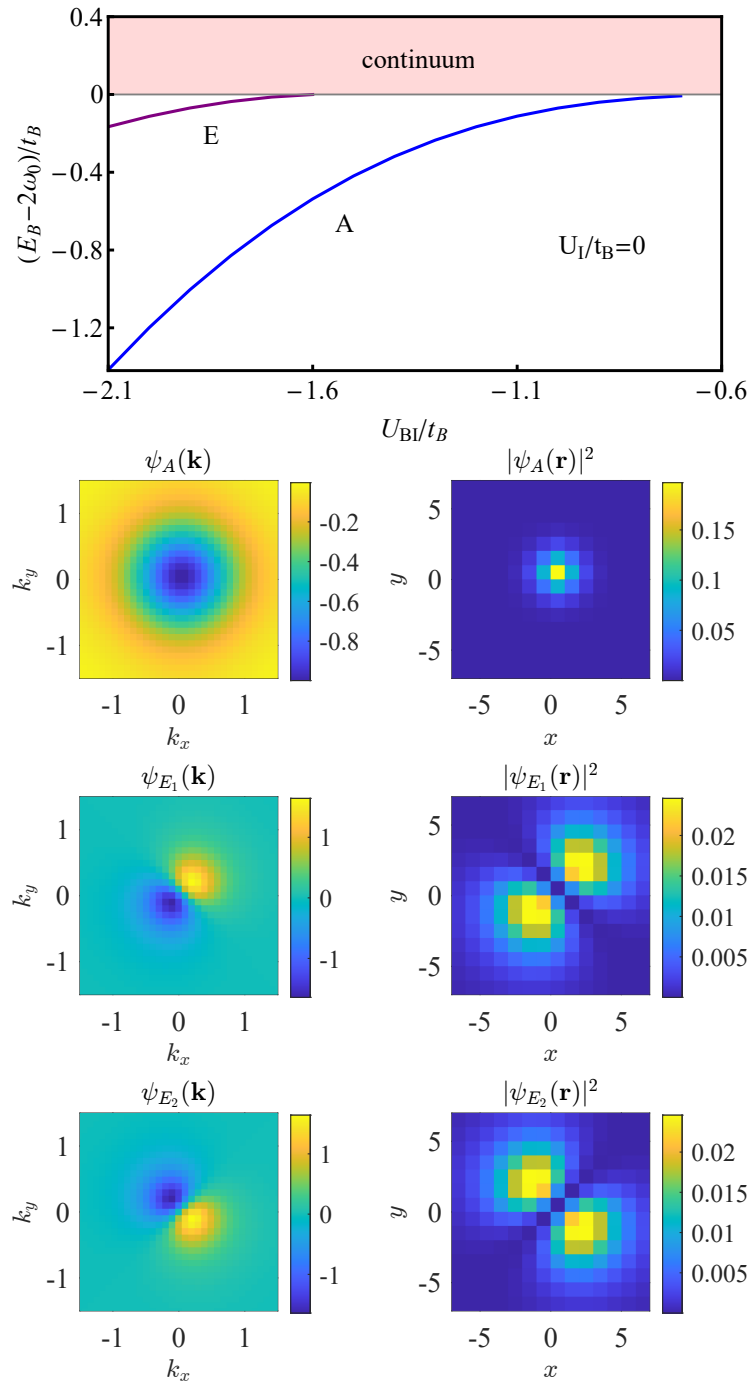 0.4
continuum
0
E
-0.4
(E_B−2ω_0)/t_B
A
U_I/t_B=0
-0.8
-1.2
-2.1 -1.6 -1.1 -0.6
U_BI/t_B
ψ_A(k) |ψ_A(r)|²
1 5
-0.2 0.15
-0.4
k_y 0 y 0 0.1
-0.6
-0.8 0.05
-1 -5
-1 0 1 -5 0 5
k_x x
ψ_E_1(k) |ψ_E_1(r)|²
1 1 5 0.02
0.015
k_y 0 0 y 0
0.01
-1 -1 -5 0.005
-1 0 1 -5 0 5
k_x x
ψ_E_2(k) |ψ_E_2(r)|²
1 1 5 0.02
0.015
k_y 0 0 y 0
0.01
-1 -1 -5 0.005
-1 0 1 -5 0 5
k_x x